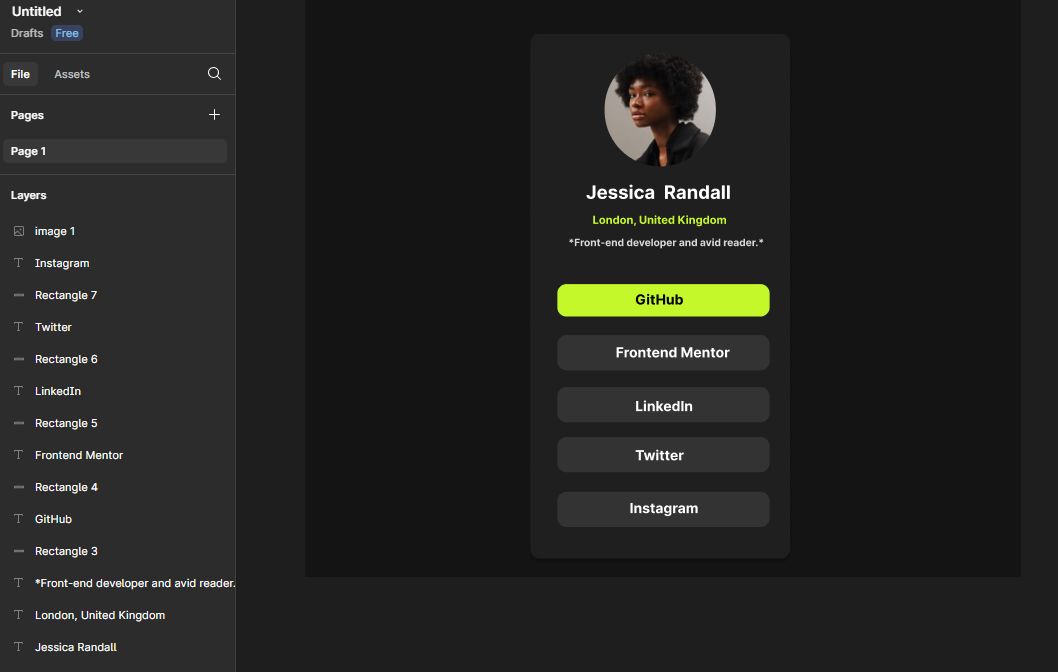 Untitled
Drafts Free
File Assets
Pages
Page 1
Layers
image 1
Instagram
Rectangle 7
Twitter
Rectangle 6
LinkedIn
Rectangle 5
Frontend Mentor
Rectangle 4
GitHub
Rectangle 3
*Front-end developer and avid reader.
London, United Kingdom
Jessica Randall
Jessica Randall
London, United Kingdom
*Front-end developer and avid reader.*
GitHub
Frontend Mentor
LinkedIn
Twitter
Instagram